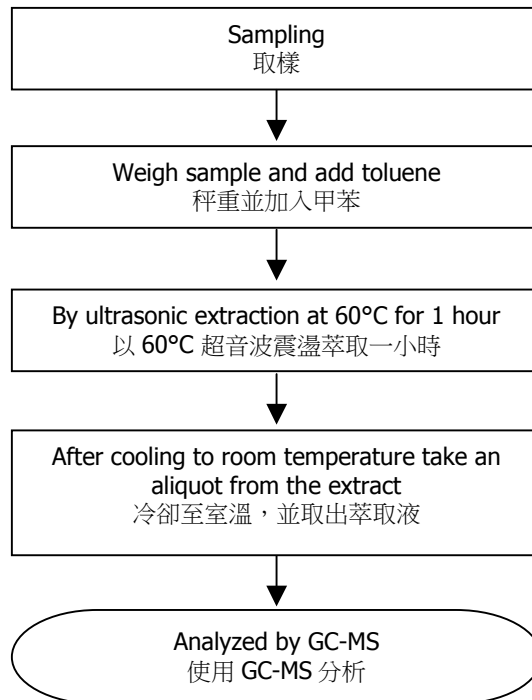 Sampling
取樣
Weigh sample and add toluene
秤重並加入甲苯
By ultrasonic extraction at 60°C for 1 hour
以 60°C 超音波震盪萃取一小時
After cooling to room temperature take an
aliquot from the extract
冷卻至室溫，並取出萃取液
Analyzed by GC-MS
使用 GC-MS 分析